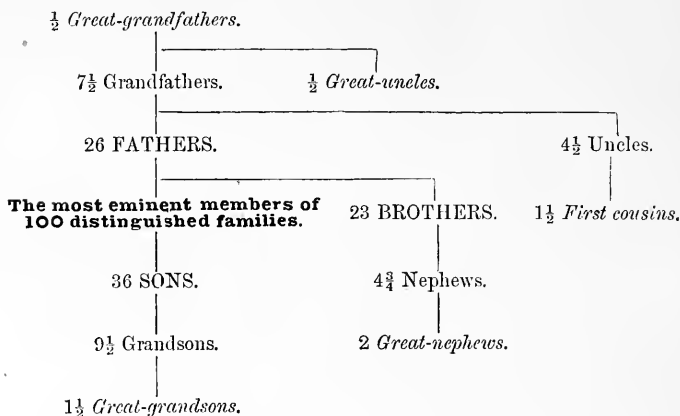 ½ Great-grandfathers.
7½ Grandfathers. ½ Great-uncles.
26 FATHERS. 4½ Uncles.
The most eminent members of
100 distinguished families. 23 BROTHERS. 1½ First cousins.
36 SONS. 4¾ Nephews.
9½ Grandsons. 2 Great-nephews.
1½ Great-grandsons.